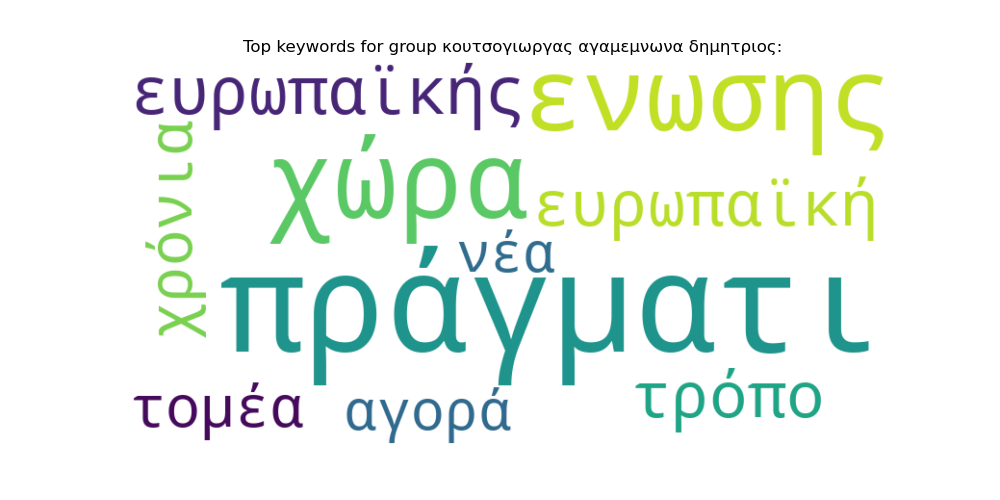 Top keywords for group κουτσογιωργας αγαμεμνωνα δημητριος:
ευρωπαϊκής ενωσης
χρόνια
χώρα
ευρωπαϊκή
νέα
πράγματι
τομέα
αγορά
τρόπο